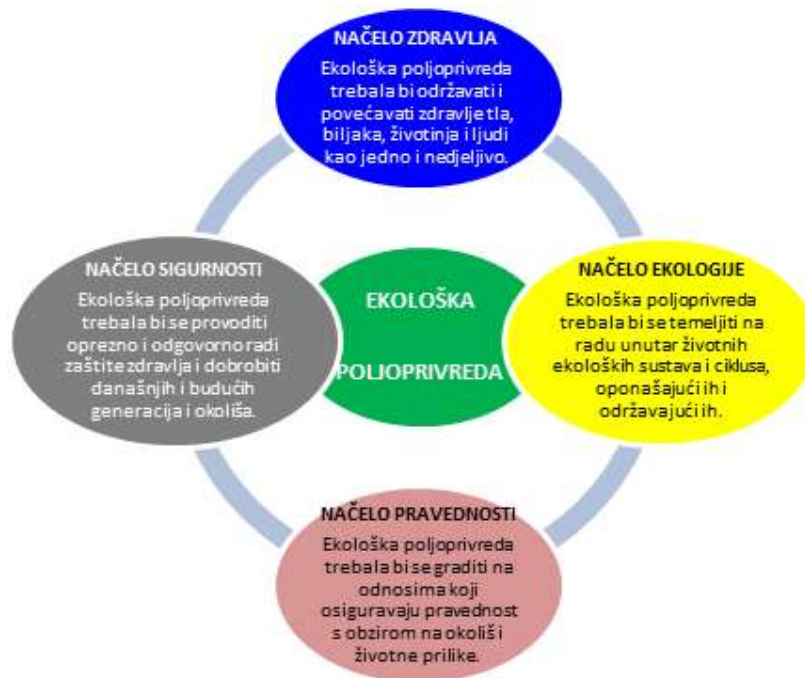 NAČELO ZDRAVLJA
Ekološka poljoprivreda
trebala bi održavati i
povećavati zdravlje tla,
biljaka, životinja i ljudi
kao jedno i nedjeljivo.
NAČELO SIGURNOSTI
Ekološka poljoprivreda
trebala bi se provoditi
oprezno i odgovorno radi
zaštite zdravlja i dobrobiti
današnjih i budućih
generacija i okoliša.
EKOLOŠKA
POLJOPRIVREDA
NAČELO EKOLOGIJE
Ekološka poljoprivreda
trebala bi se temeljiti na
radu unutar životnih
ekoloških sustava i ciklusa,
oponašajući ih i
održavajući ih.
NAČELO PRAVEDNOSTI
Ekološka poljoprivreda
trebala bi se graditi na
odnosima koji
osiguravaju pravednost
s obzirom na okoliš i
životne prilike.